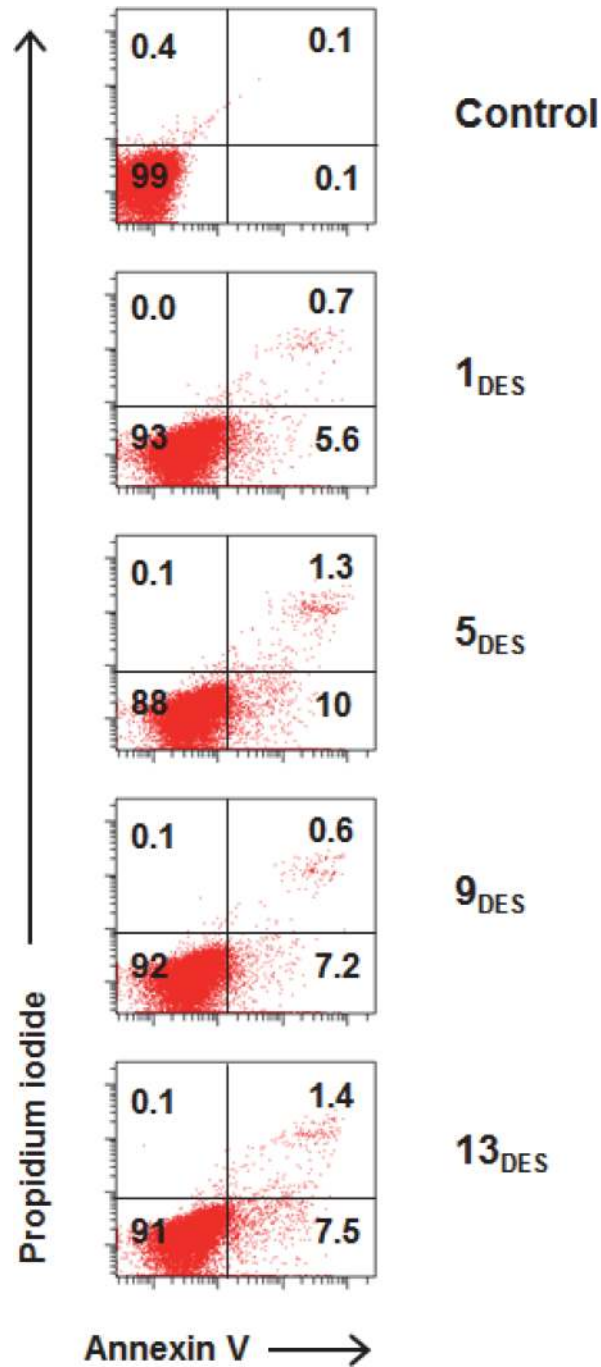 0.4 0.1
Control
99 0.1
0.0 0.7
1DES
93 5.6
0.1 1.3
5DES
88 10
0.1 0.6
9DES
92 7.2
0.1 1.4
13DES
91 7.5
Propidium iodide
Annexin V